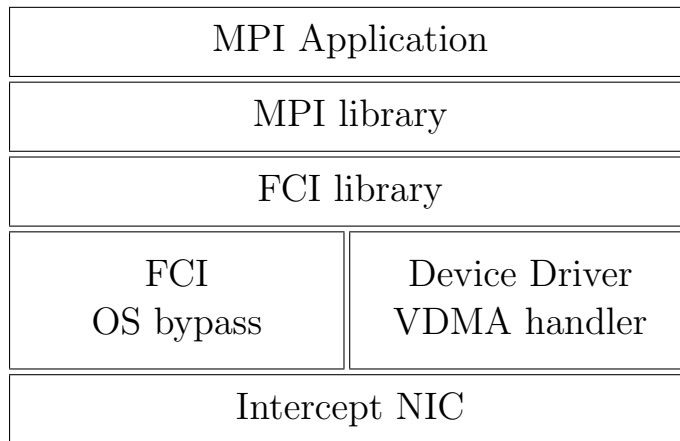 MPI Application
MPI library
FCI library
FCI
OS bypass
Device Driver
VDMA handler
Intercept NIC